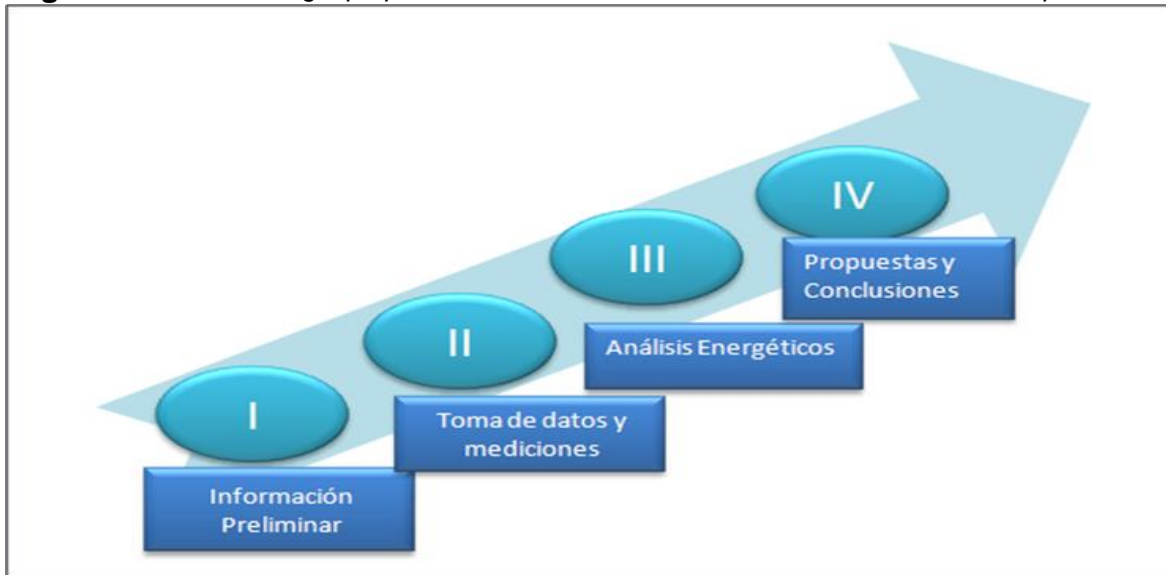 I
Información
Preliminar
II
Toma de datos y
mediciones
III
Análisis Energéticos
IV
Propuestas y
Conclusiones